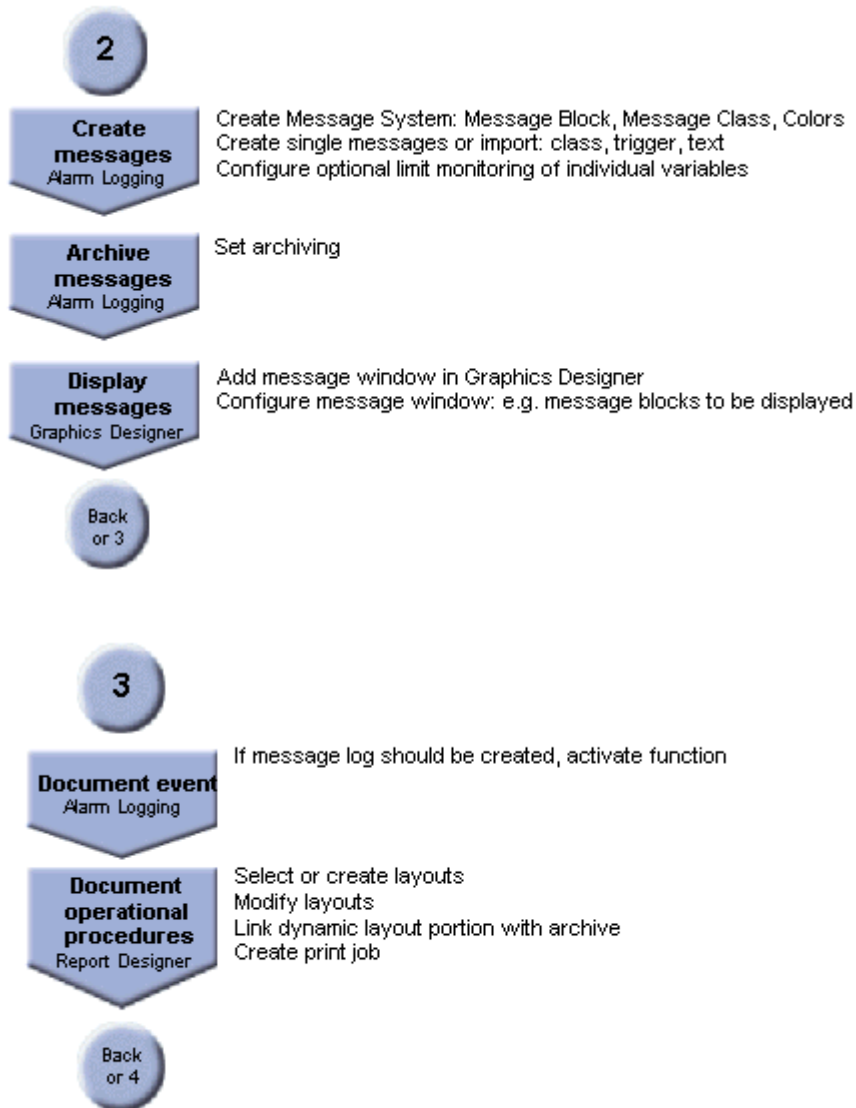 2
Create
messages
Alarm Logging
Create Message System: Message Block, Message Class, Colors
Create single messages or import: class, trigger, text
Configure optional limit monitoring of individual variables
Archive
messages
Alarm Logging
Set archiving
Display
messages
Graphics Designer
Add message window in Graphics Designer
Configure message window: e.g. message blocks to be displayed
Back
or 3
3
Document event
Alarm Logging
If message log should be created, activate function
Document
operational
procedures
Report Designer
Select or create layouts
Modify layouts
Link dynamic layout portion with archive
Create print job
Back
or 4